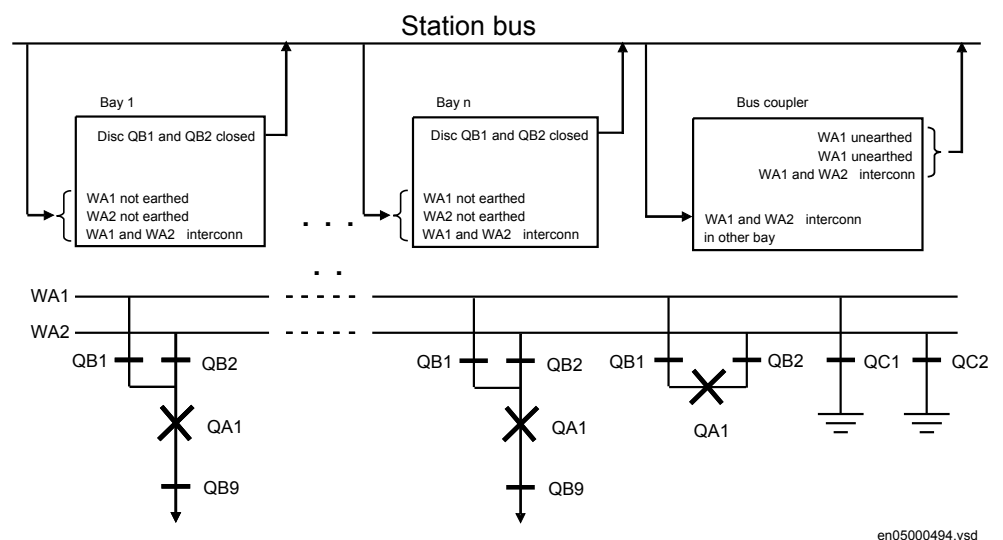 Station bus
Bay 1
Bay n
Bus coupler
Disc QB1 and QB2 closed
WA1 not earthed
WA2 not earthed
WA1 and WA2 interconn
Disc QB1 and QB2 closed
WA1 not earthed
WA2 not earthed
WA1 and WA2 interconn
WA1 unearthed
WA1 unearthed
WA1 and WA2 interconn
WA1 and WA2 interconn
in other bay
. . .
. .
WA1
WA2
QB1
QB2
QB1
QB2
QB1
QB2
QC1
QC2
QA1
QA1
QA1
QB9
QB9
en05000494.vsd